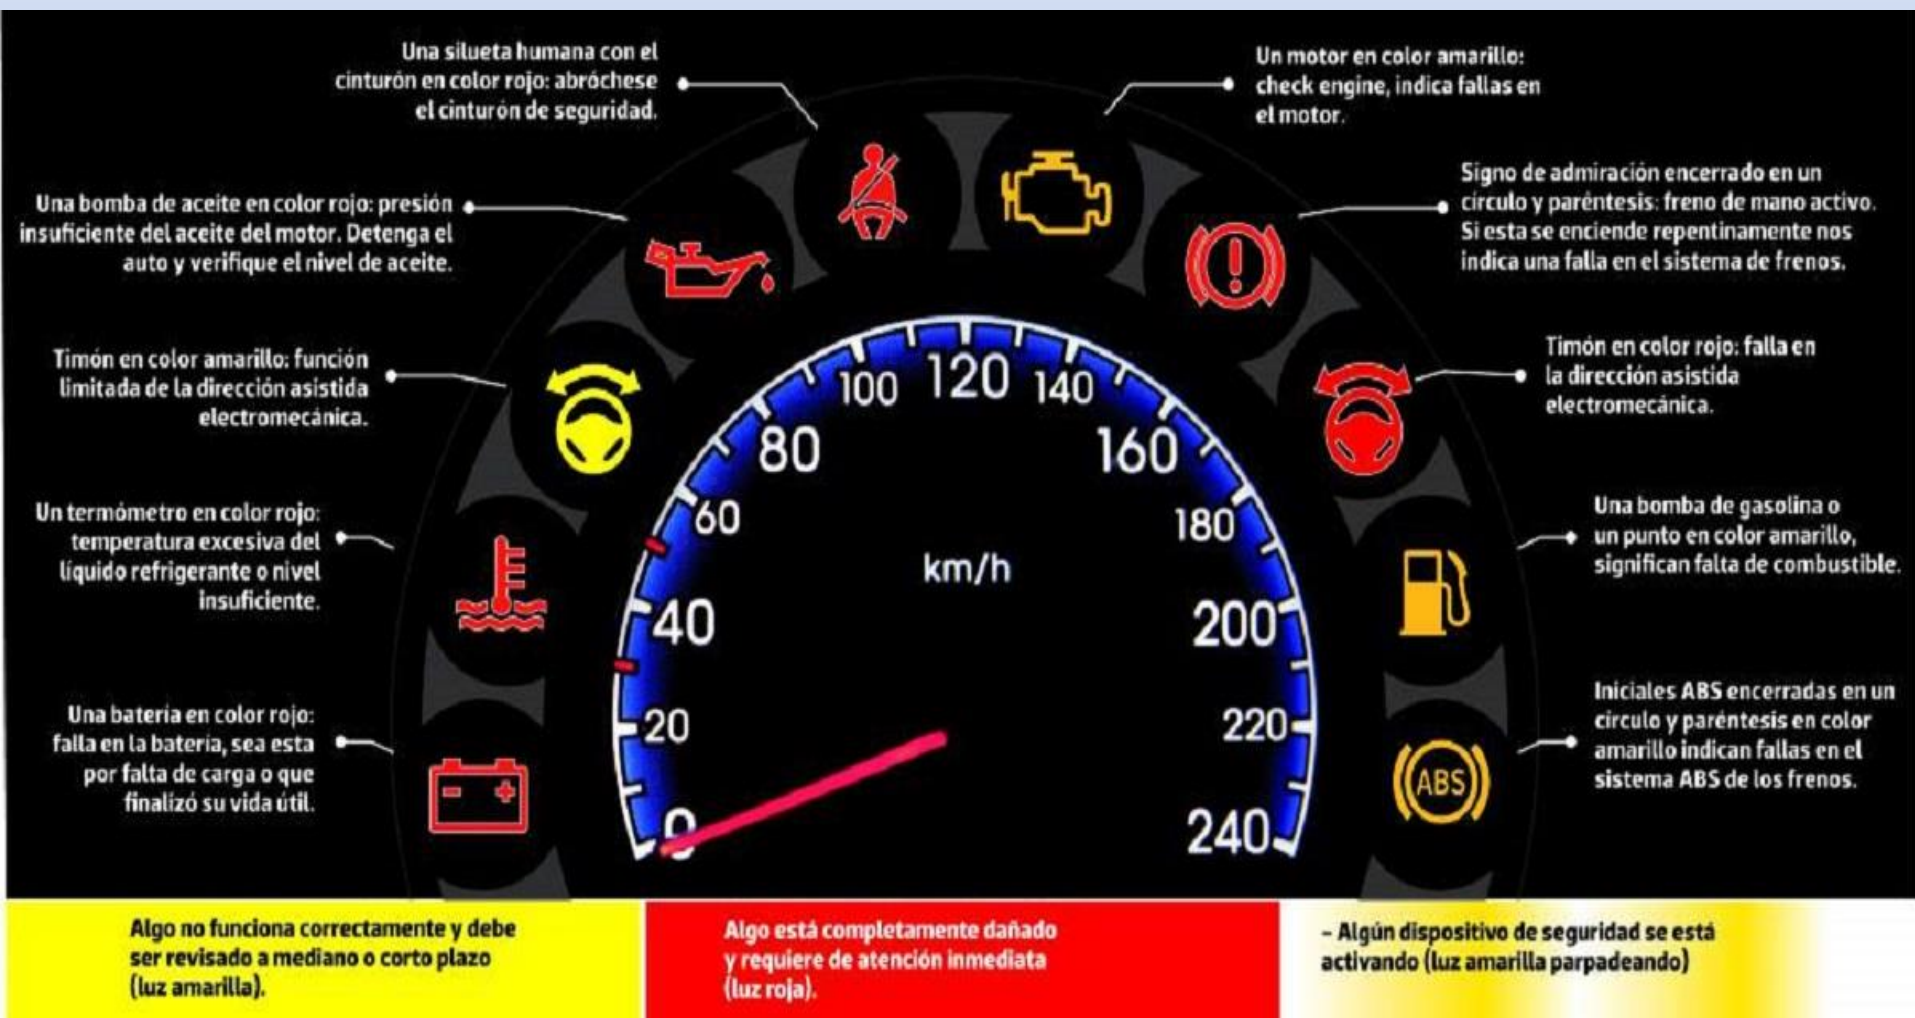 Una silueta humana con el
cinturón en color rojo: abróchese
el cinturón de seguridad.
Un motor en color amarillo:
check engine, indica fallas en
el motor.
Una bomba de aceite en color rojo: presión
insuficiente del aceite del motor. Detenga el
auto y verifique el nivel de aceite.
Signo de admiración encerrado en un
círculo y paréntesis: freno de mano activo.
Si esta se enciende repentinamente nos
indica una falla en el sistema de frenos.
Timón en color amarillo: función
limitada de la dirección asistida
electromecánica.
Timón en color rojo: falla en
la dirección asistida
electromecánica.
Un termómetro en color rojo:
temperatura excesiva del
líquido refrigerante o nivel
insuficiente.
Una bomba de gasolina o
un punto en color amarillo,
significan falta de combustible.
Una batería en color rojo:
falla en la batería, sea esta
por falta de carga o que
finalizó su vida útil.
Iniciales ABS encerradas en un
círculo y paréntesis en color
amarillo indican fallas en el
sistema ABS de los frenos.
0
20
40
60
80
100
120
140
160
180
200
220
240
km/h
- +
ABS
Algo no funciona correctamente y debe
ser revisado a mediano o corto plazo
(luz amarilla).
Algo está completamente dañado
y requiere de atención inmediata
(luz roja).
– Algún dispositivo de seguridad se está
activando (luz amarilla parpadeando)